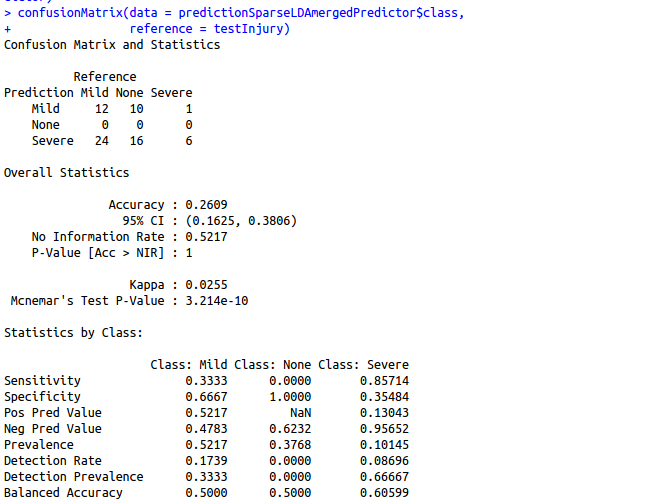 > confusionMatrix(data = predictionSparseLDAmergedPredictor$class,
+                 reference = testInjury)
Confusion Matrix and Statistics

          Reference
Prediction Mild None Severe
    Mild     12   10      1
    None      0    0      0
    Severe   24   16      6

Overall Statistics

               Accuracy : 0.2609
                 95% CI : (0.1625, 0.3806)
    No Information Rate : 0.5217
    P-Value [Acc > NIR] : 1

                  Kappa : 0.0255
 Mcnemar's Test P-Value : 3.214e-10

Statistics by Class:

                     Class: Mild Class: None Class: Severe
Sensitivity               0.3333      0.0000       0.85714
Specificity               0.6667      1.0000       0.35484
Pos Pred Value            0.5217         NaN       0.13043
Neg Pred Value            0.4783      0.6232       0.95652
Prevalence                0.5217      0.3768       0.10145
Detection Rate            0.1739      0.0000       0.08696
Detection Prevalence      0.3333      0.0000       0.66667
Balanced Accuracy         0.5000      0.5000       0.60599